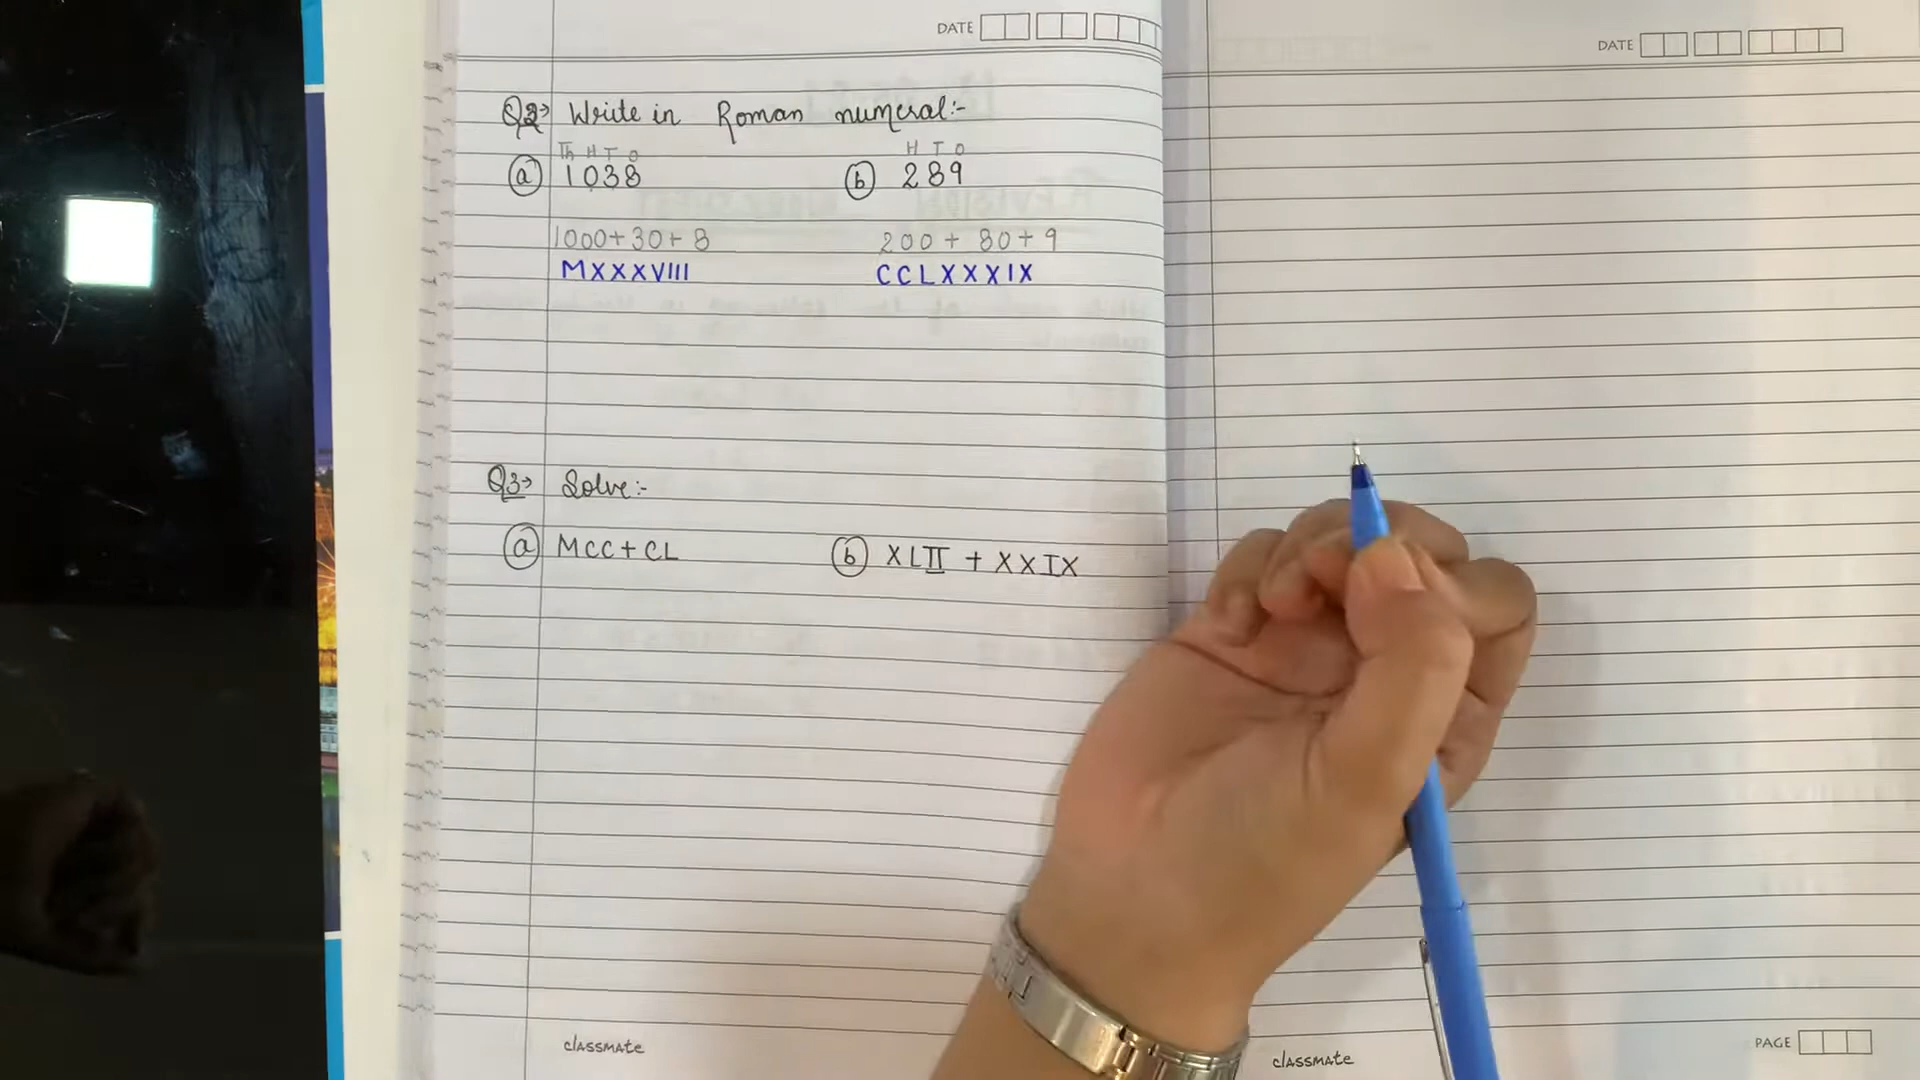 DATE
DATE
Q2→ Write in Roman numeral:-
Th H T O
H T O
(a) 1038
(b) 289
1000+30+8
200 + 80+9
MXXXVIII
CCLXXXIX
Q3→ Solve:-
(a) MCC+CL
(b) XLII + XXIX
classmate
classmate
PAGE